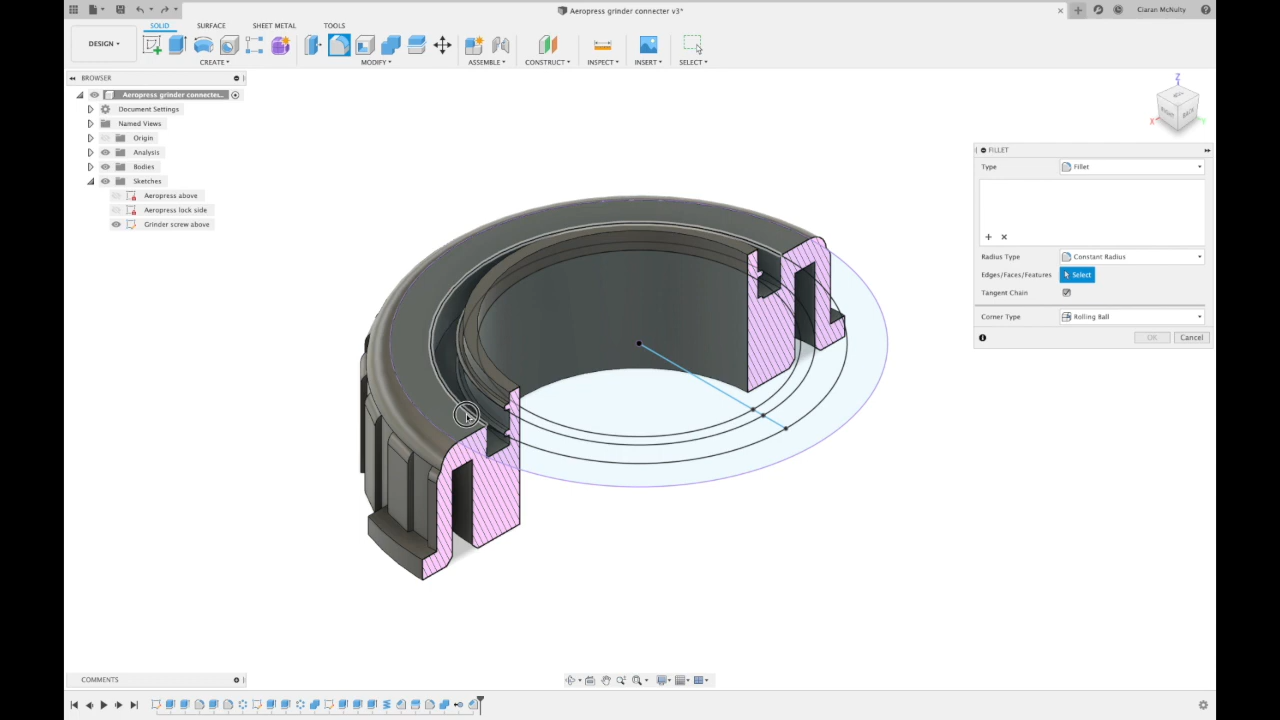 Aeropress grinder connecter v3*
Ciaran McNulty
SOLID SURFACE SHEET METAL TOOLS
DESIGN
CREATE MODIFY ASSEMBLE CONSTRUCT INSPECT INSERT SELECT
BROWSER
Aeropress grinder connecter...
Document Settings
Named Views
Origin
Analysis
Bodies
Sketches
Aeropress above
Aeropress lock side
Grinder screw above
Z
X
Y
RIGHT BACK
FILLET
Type Fillet
Radius Type Constant Radius
Edges/Faces/Features Select
Tangent Chain
Corner Type Rolling Ball
OK Cancel
COMMENTS